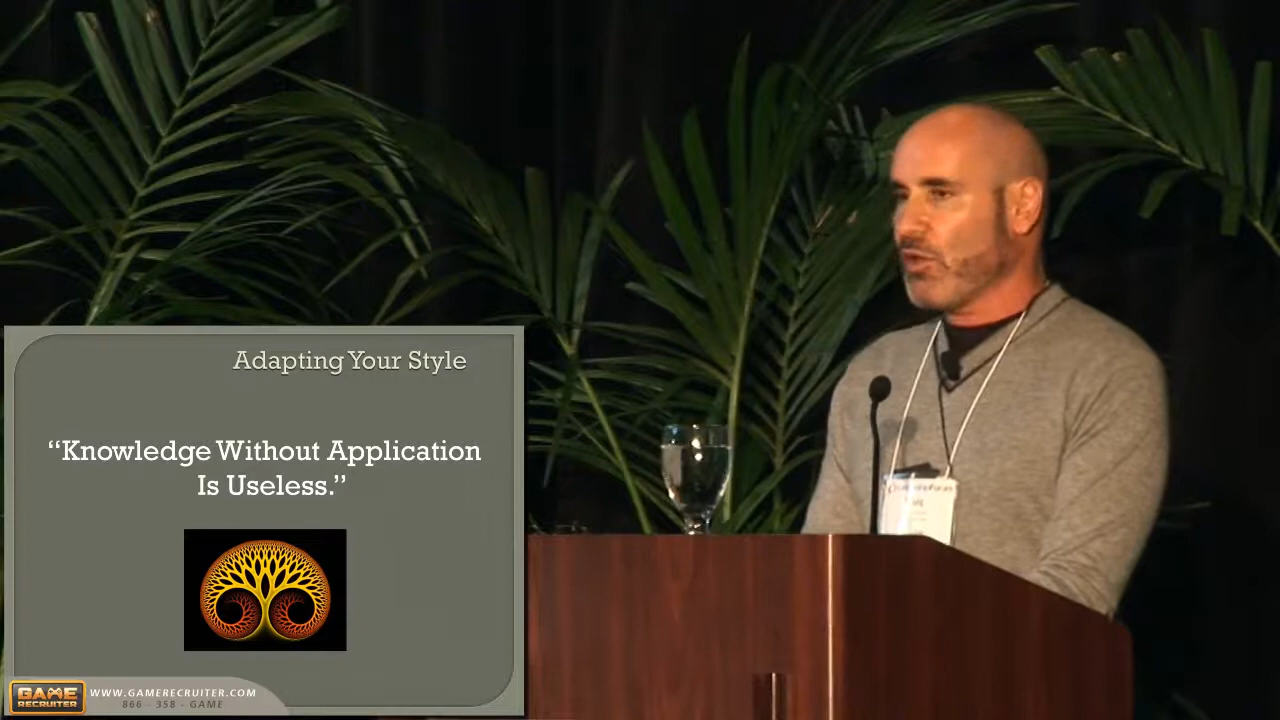 Adapting Your Style
“Knowledge Without Application
Is Useless.”
GAME
RECRUITER
WWW.GAMERECRUITER.COM
866 - 358 - GAME